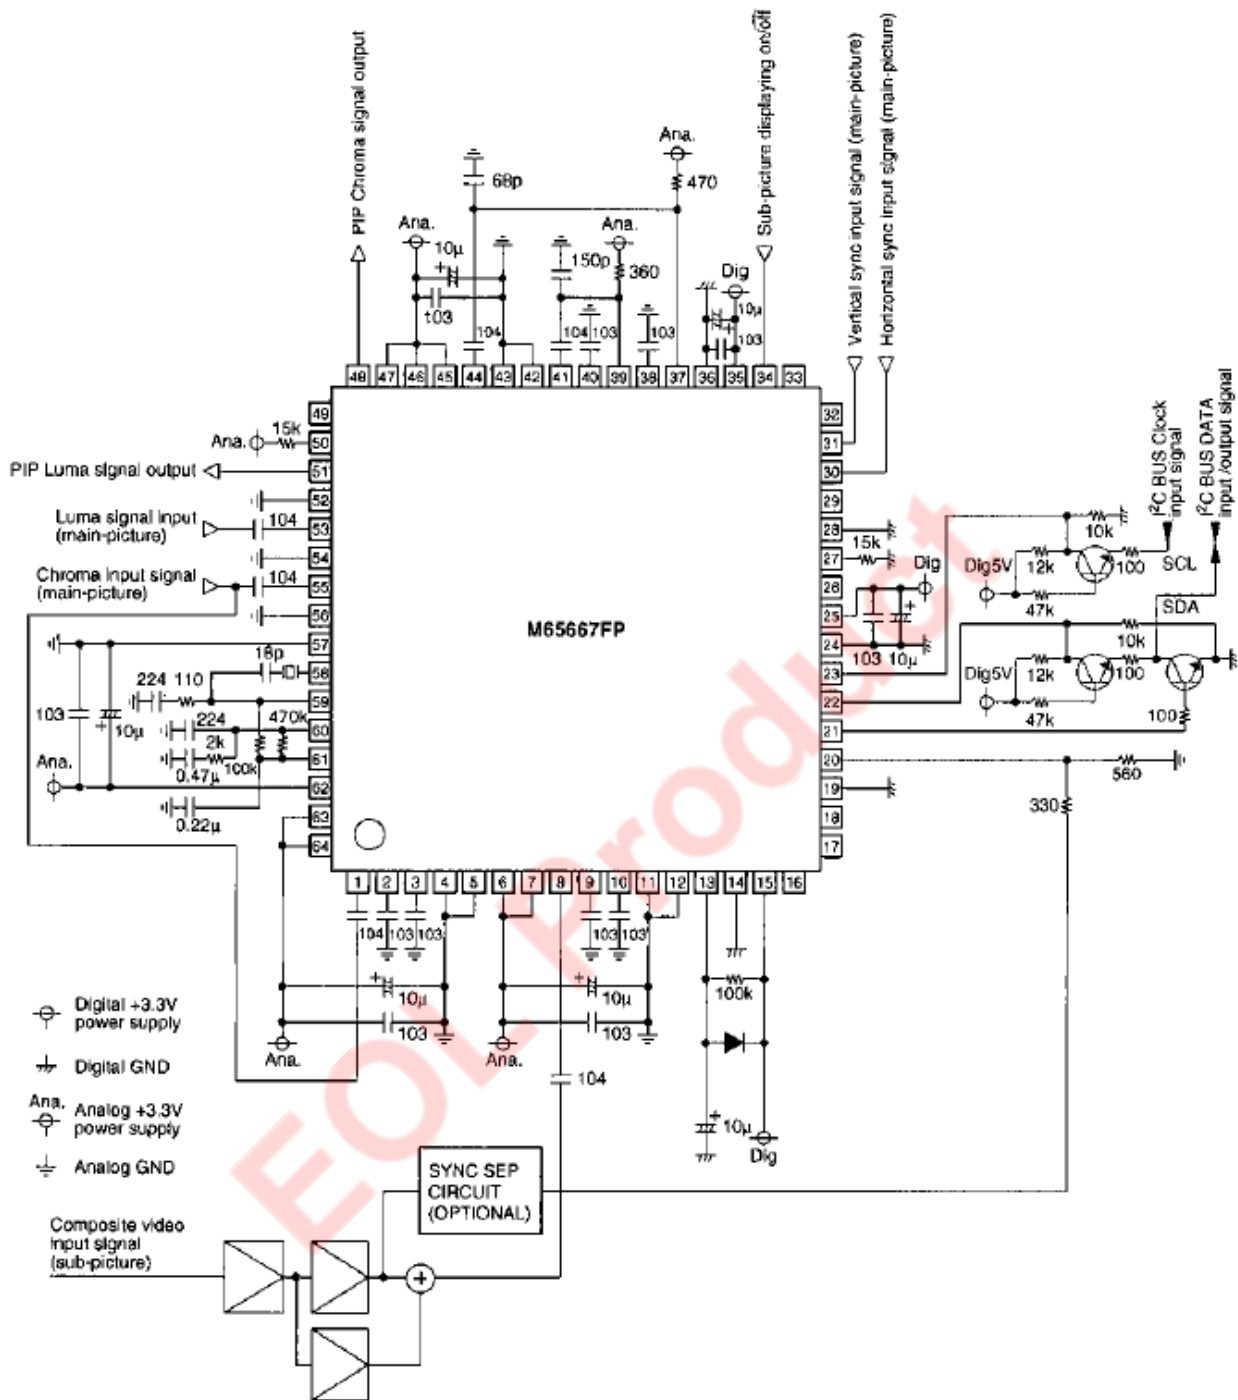 PIP Chroma signal output
Sub-picture displaying on/off
Vertical sync input signal (main-picture)
Horizontal sync input signal (main-picture)
Ana.
68p
470
Ana.
10µ
103
104
150p
Ana.
360
104
103
103
Dig
10µ
103
48 47 46 45 44 43 42 41 40 39 38 37 36 35 34 33
49
50
51
52
53
54
55
56
57
58
59
60
61
62
63
64
32
31
30
29
28
27
26
25
24
23
22
21
20
19
18
17
1 2 3 4 5 6 7 8 9 10 11 12 13 14 15 16
M65667FP
Ana.
15k
PIP Luma signal output
Luma signal input
(main-picture)
104
Chroma input signal
(main-picture)
104
18p
224
110
103
10µ
224
470k
2k
100k
0.47µ
Ana.
0.22µ
I²C BUS Clock
input signal
I²C BUS DATA
input /output signal
15k
Dig
103
10µ
10k
Dig5V
12k
100
SCL
47k
SDA
10k
Dig5V
12k
100
47k
100
560
330
104
103
103
103
103
10µ
103
Ana.
10µ
103
Ana.
104
100k
10µ
Dig
Digital +3.3V
power supply
Digital GND
Ana.
Analog +3.3V
power supply
Analog GND
SYNC SEP
CIRCUIT
(OPTIONAL)
Composite video
input signal
(sub-picture)
+
EOL Product